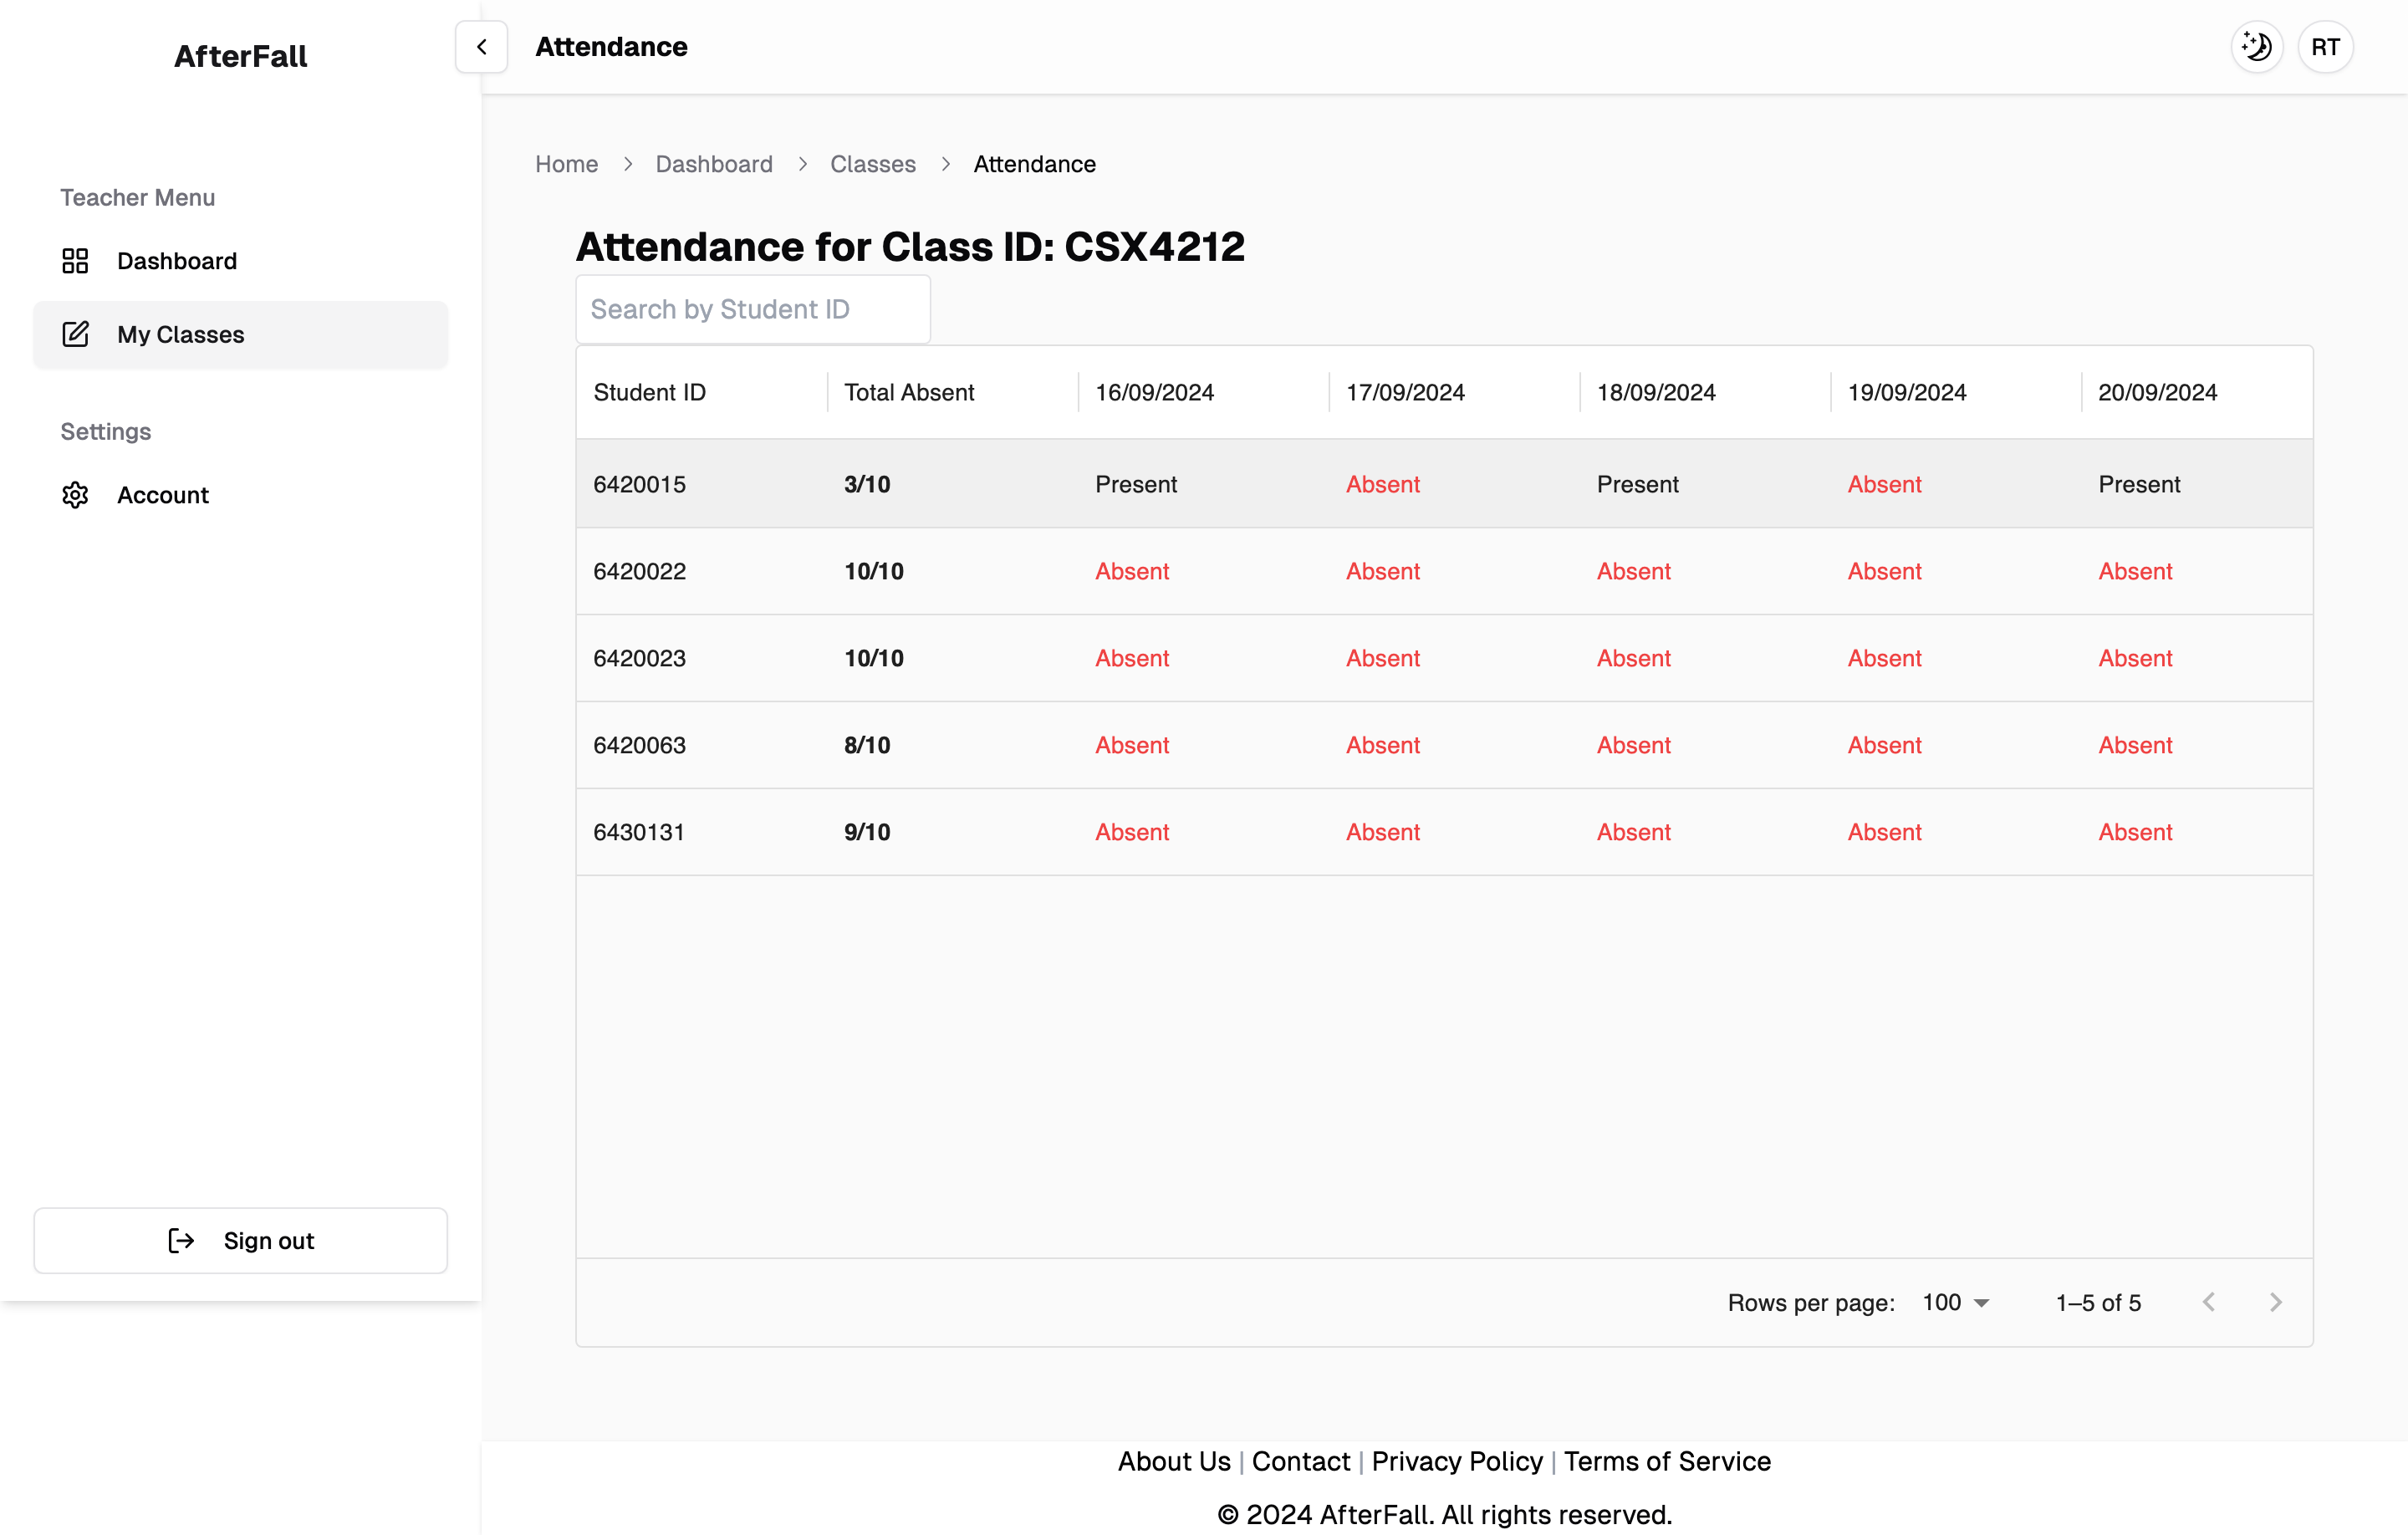 AfterFall
Attendance
RT
Teacher Menu
Dashboard
My Classes
Settings
Account
Sign out
Home > Dashboard > Classes > Attendance
Attendance for Class ID: CSX4212
Search by Student ID
Student ID Total Absent 16/09/2024 17/09/2024 18/09/2024 19/09/2024 20/09/2024
6420015 3/10 Present Absent Present Absent Present
6420022 10/10 Absent Absent Absent Absent Absent
6420023 10/10 Absent Absent Absent Absent Absent
6420063 8/10 Absent Absent Absent Absent Absent
6430131 9/10 Absent Absent Absent Absent Absent
Rows per page: 100 1–5 of 5
About Us | Contact | Privacy Policy | Terms of Service
© 2024 AfterFall. All rights reserved.